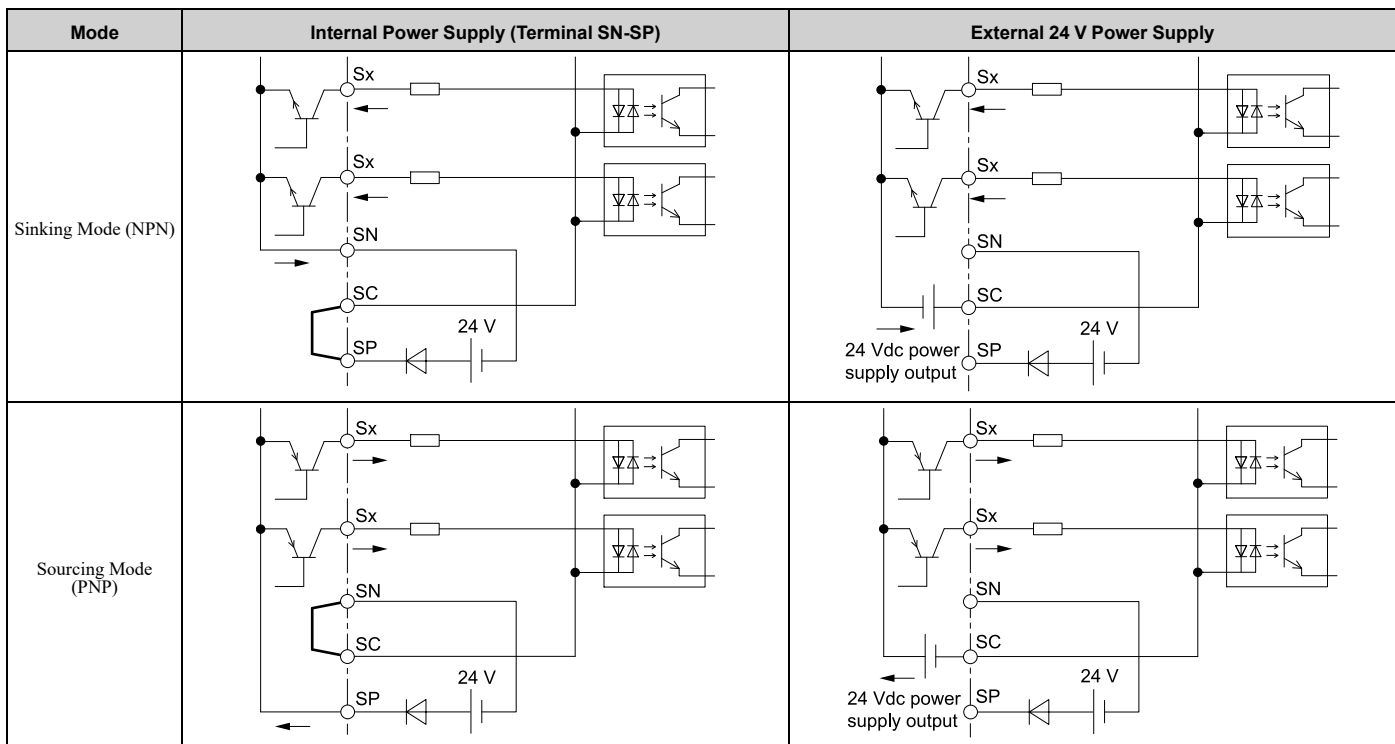 Mode
Internal Power Supply (Terminal SN-SP)
External 24 V Power Supply
Sinking Mode (NPN)
Sx
Sx
SN
SC
24 V
SP
Sx
Sx
SN
SC
24 V
24 Vdc power
supply output
SP
Sourcing Mode
(PNP)
Sx
Sx
SN
SC
24 V
SP
Sx
Sx
SN
SC
24 V
24 Vdc power
supply output
SP